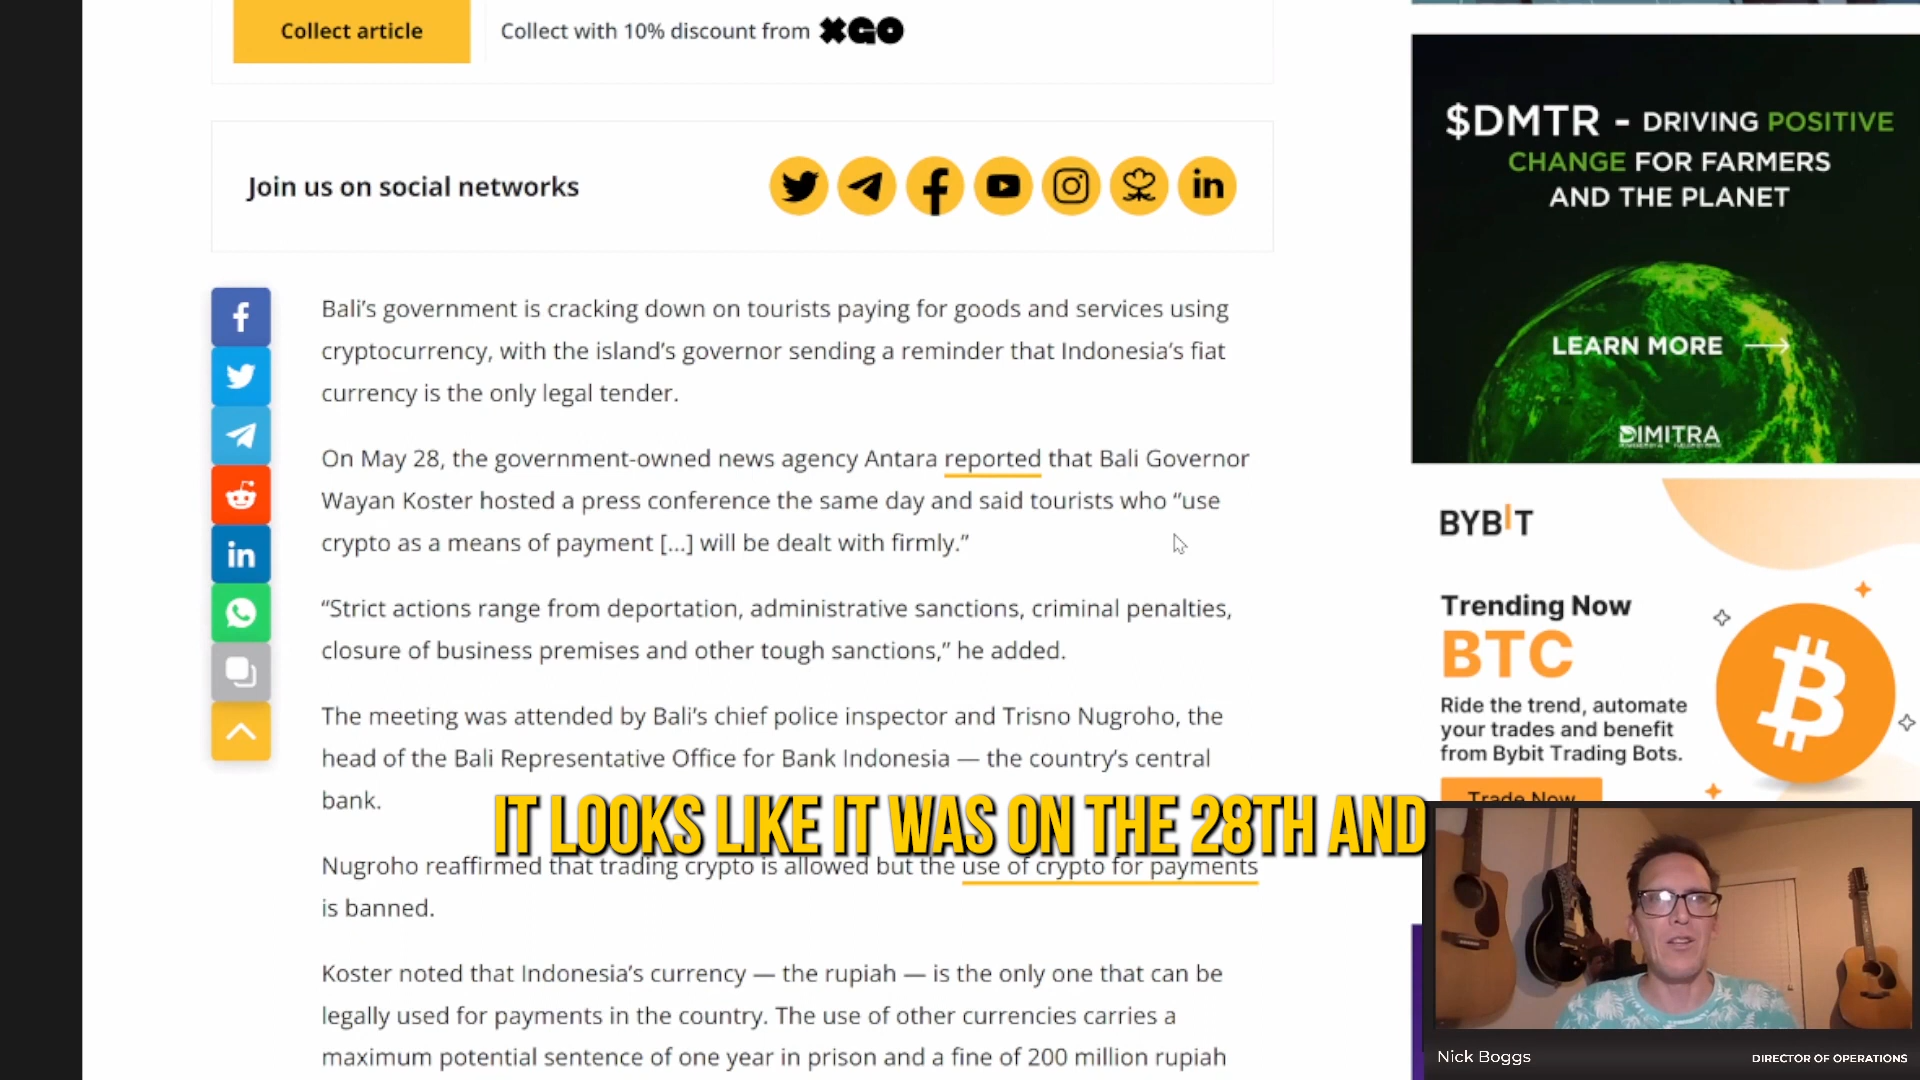 Collect article
Collect with 10% discount from XGO
Join us on social networks
Bali’s government is cracking down on tourists paying for goods and services using
cryptocurrency, with the island’s governor sending a reminder that Indonesia’s fiat
currency is the only legal tender.
On May 28, the government-owned news agency Antara reported that Bali Governor
Wayan Koster hosted a press conference the same day and said tourists who “use
crypto as a means of payment [...] will be dealt with firmly.”
“Strict actions range from deportation, administrative sanctions, criminal penalties,
closure of business premises and other tough sanctions,” he added.
The meeting was attended by Bali’s chief police inspector and Trisno Nugroho, the
head of the Bali Representative Office for Bank Indonesia — the country’s central
bank.
IT LOOKS LIKE IT WAS ON THE 28TH AND
Nugroho reaffirmed that trading crypto is allowed but the use of crypto for payments
is banned.
Koster noted that Indonesia’s currency — the rupiah — is the only one that can be
legally used for payments in the country. The use of other currencies carries a
maximum potential sentence of one year in prison and a fine of 200 million rupiah
$DMTR - DRIVING POSITIVE
CHANGE FOR FARMERS
AND THE PLANET
LEARN MORE
DIMITRA
BYBIT
Trending Now
BTC
Ride the trend, automate
your trades and benefit
from Bybit Trading Bots.
Trade Now
Nick Boggs
DIRECTOR OF OPERATIONS